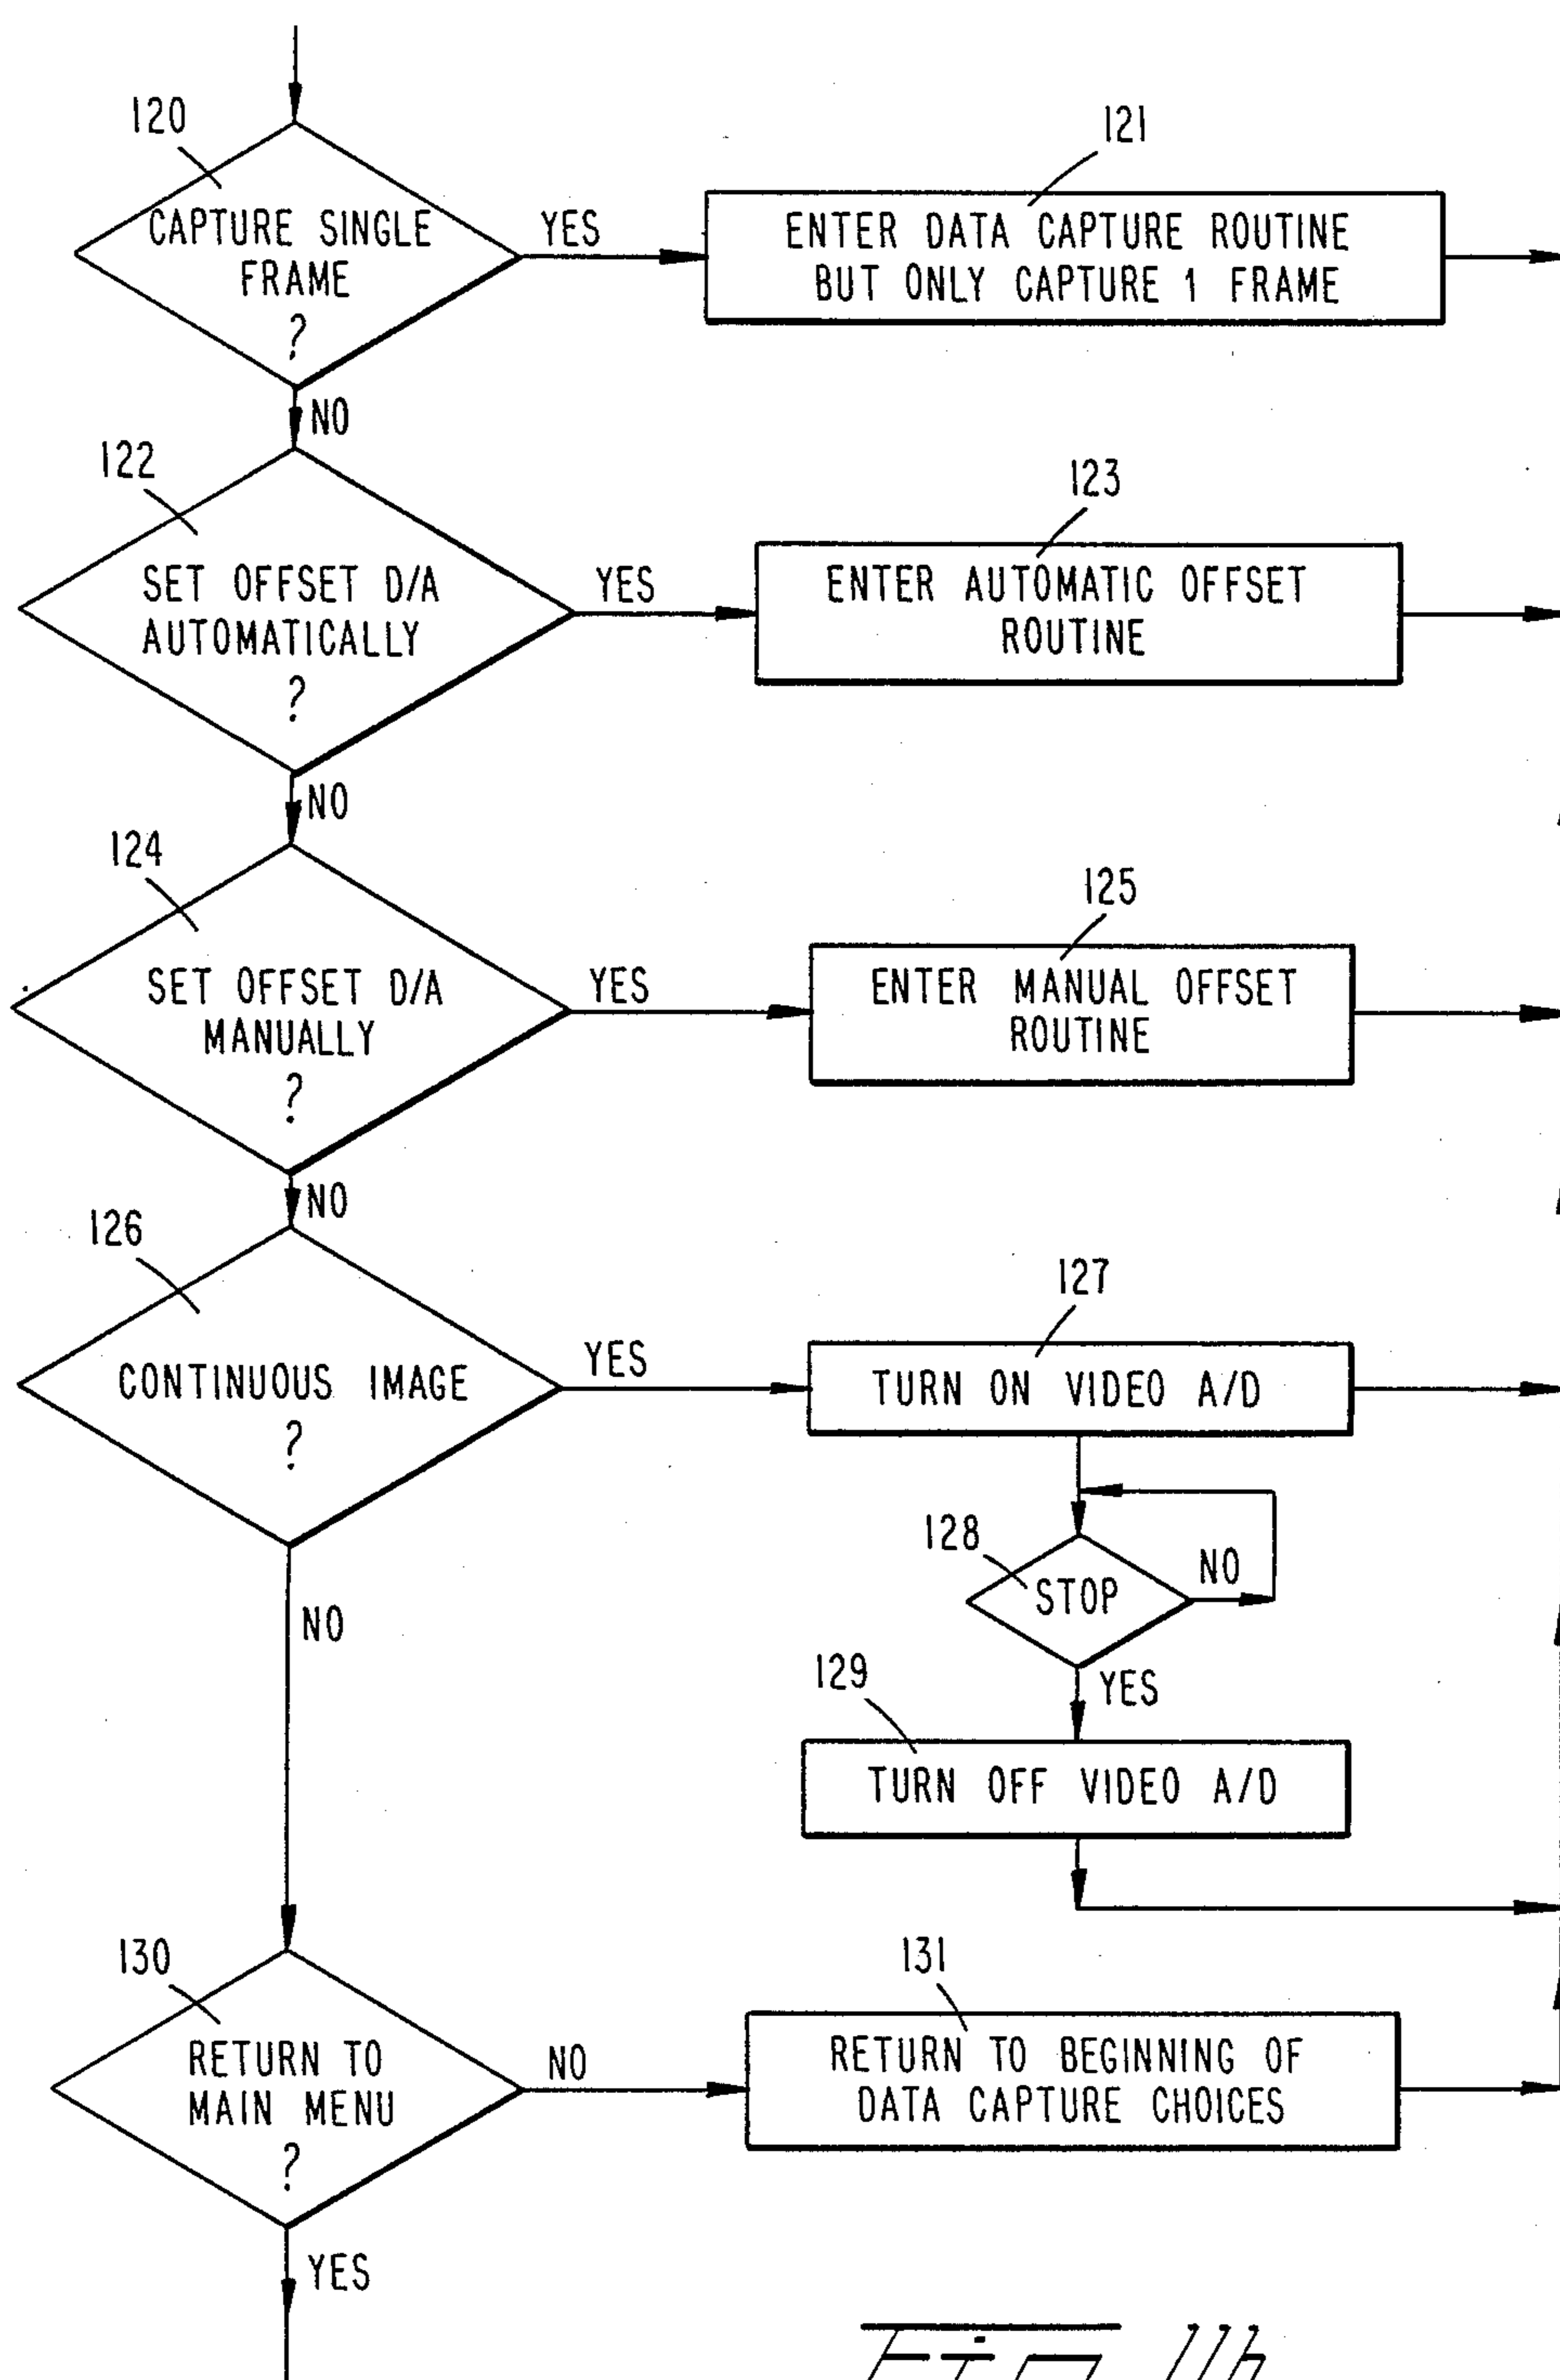 120
CAPTURE SINGLE
FRAME
?
YES
121
ENTER DATA CAPTURE ROUTINE
BUT ONLY CAPTURE 1 FRAME
NO
122
SET OFFSET D/A
AUTOMATICALLY
?
YES
123
ENTER AUTOMATIC OFFSET
ROUTINE
NO
124
SET OFFSET D/A
MANUALLY
?
YES
125
ENTER MANUAL OFFSET
ROUTINE
NO
126
CONTINUOUS IMAGE
?
YES
127
TURN ON VIDEO A/D
128
STOP
NO
YES
129
TURN OFF VIDEO A/D
NO
130
RETURN TO
MAIN MENU
?
NO
131
RETURN TO BEGINNING OF
DATA CAPTURE CHOICES
YES